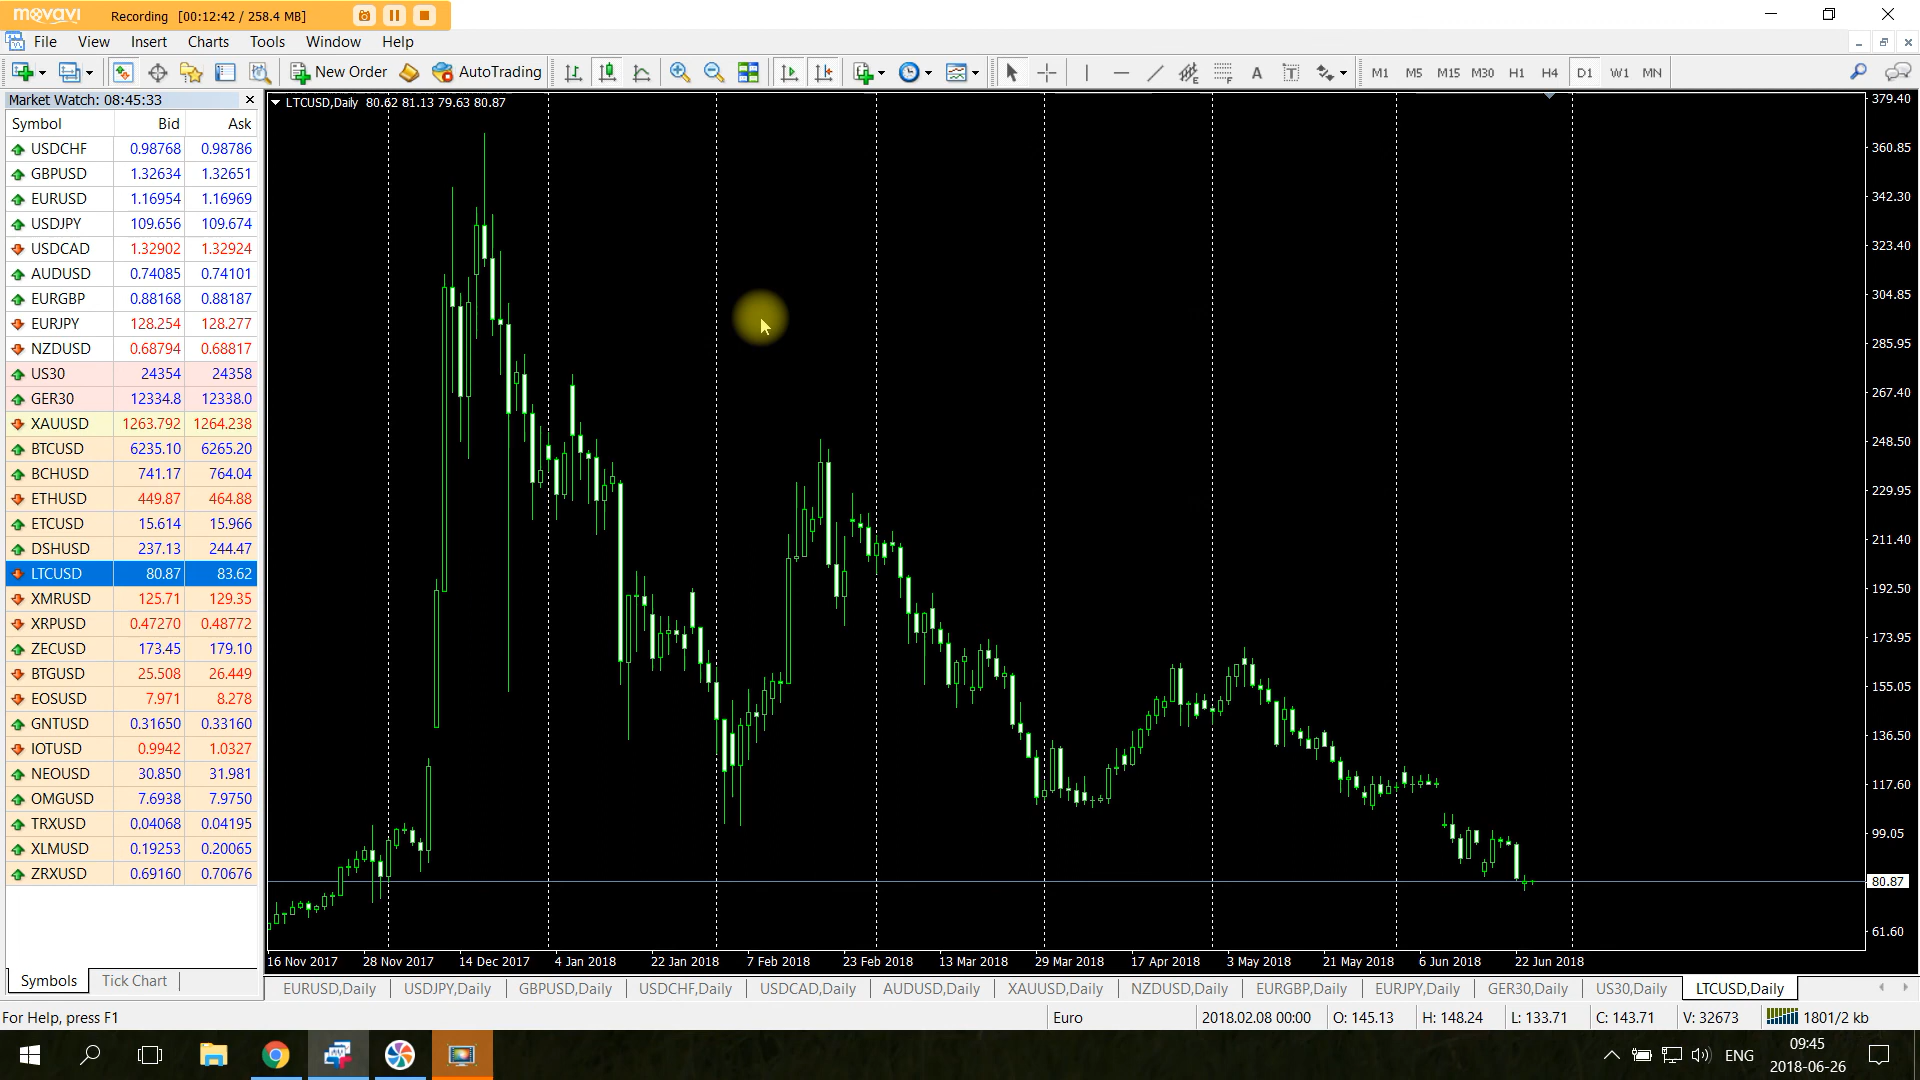 movavi Recording [00:12:42 / 258.4 MB]
File View Insert Charts Tools Window Help
New Order AutoTrading M1 M5 M15 M30 H1 H4 D1 W1 MN
Market Watch: 08:45:33
Symbol Bid Ask
USDCHF 0.98768 0.98786
GBPUSD 1.32634 1.32651
EURUSD 1.16954 1.16969
USDJPY 109.656 109.674
USDCAD 1.32902 1.32924
AUDUSD 0.74085 0.74101
EURGBP 0.88168 0.88187
EURJPY 128.254 128.277
NZDUSD 0.68794 0.68817
US30 24354 24358
GER30 12334.8 12338.0
XAUUSD 1263.792 1264.238
BTCUSD 6235.10 6265.20
BCHUSD 741.17 764.04
ETHUSD 449.87 464.88
ETCUSD 15.614 15.966
DSHUSD 237.13 244.47
LTCUSD 80.87 83.62
XMRUSD 125.71 129.35
XRPUSD 0.47270 0.48772
ZECUSD 173.45 179.10
BTGUSD 25.508 26.449
EOSUSD 7.971 8.278
GNTUSD 0.31650 0.33160
IOTUSD 0.9942 1.0327
NEOUSD 30.850 31.981
OMGUSD 7.6938 7.9750
TRXUSD 0.04068 0.04195
XLMUSD 0.19253 0.20065
ZRXUSD 0.69160 0.70676
Symbols Tick Chart
LTCUSD,Daily 80.62 81.13 79.63 80.87
379.40
360.85
342.30
323.40
304.85
285.95
267.40
248.50
229.95
211.40
192.50
173.95
155.05
136.50
117.60
99.05
80.87
61.60
16 Nov 2017 28 Nov 2017 14 Dec 2017 4 Jan 2018 22 Jan 2018 7 Feb 2018 23 Feb 2018 13 Mar 2018 29 Mar 2018 17 Apr 2018 3 May 2018 21 May 2018 6 Jun 2018 22 Jun 2018
EURUSD,Daily USDJPY,Daily GBPUSD,Daily USDCHF,Daily USDCAD,Daily AUDUSD,Daily XAUUSD,Daily NZDUSD,Daily EURGBP,Daily EURJPY,Daily GER30,Daily US30,Daily LTCUSD,Daily
For Help, press F1 Euro 2018.02.08 00:00 O: 145.13 H: 148.24 L: 133.71 C: 143.71 V: 32673 1801/2 kb
ENG
09:45
2018-06-26